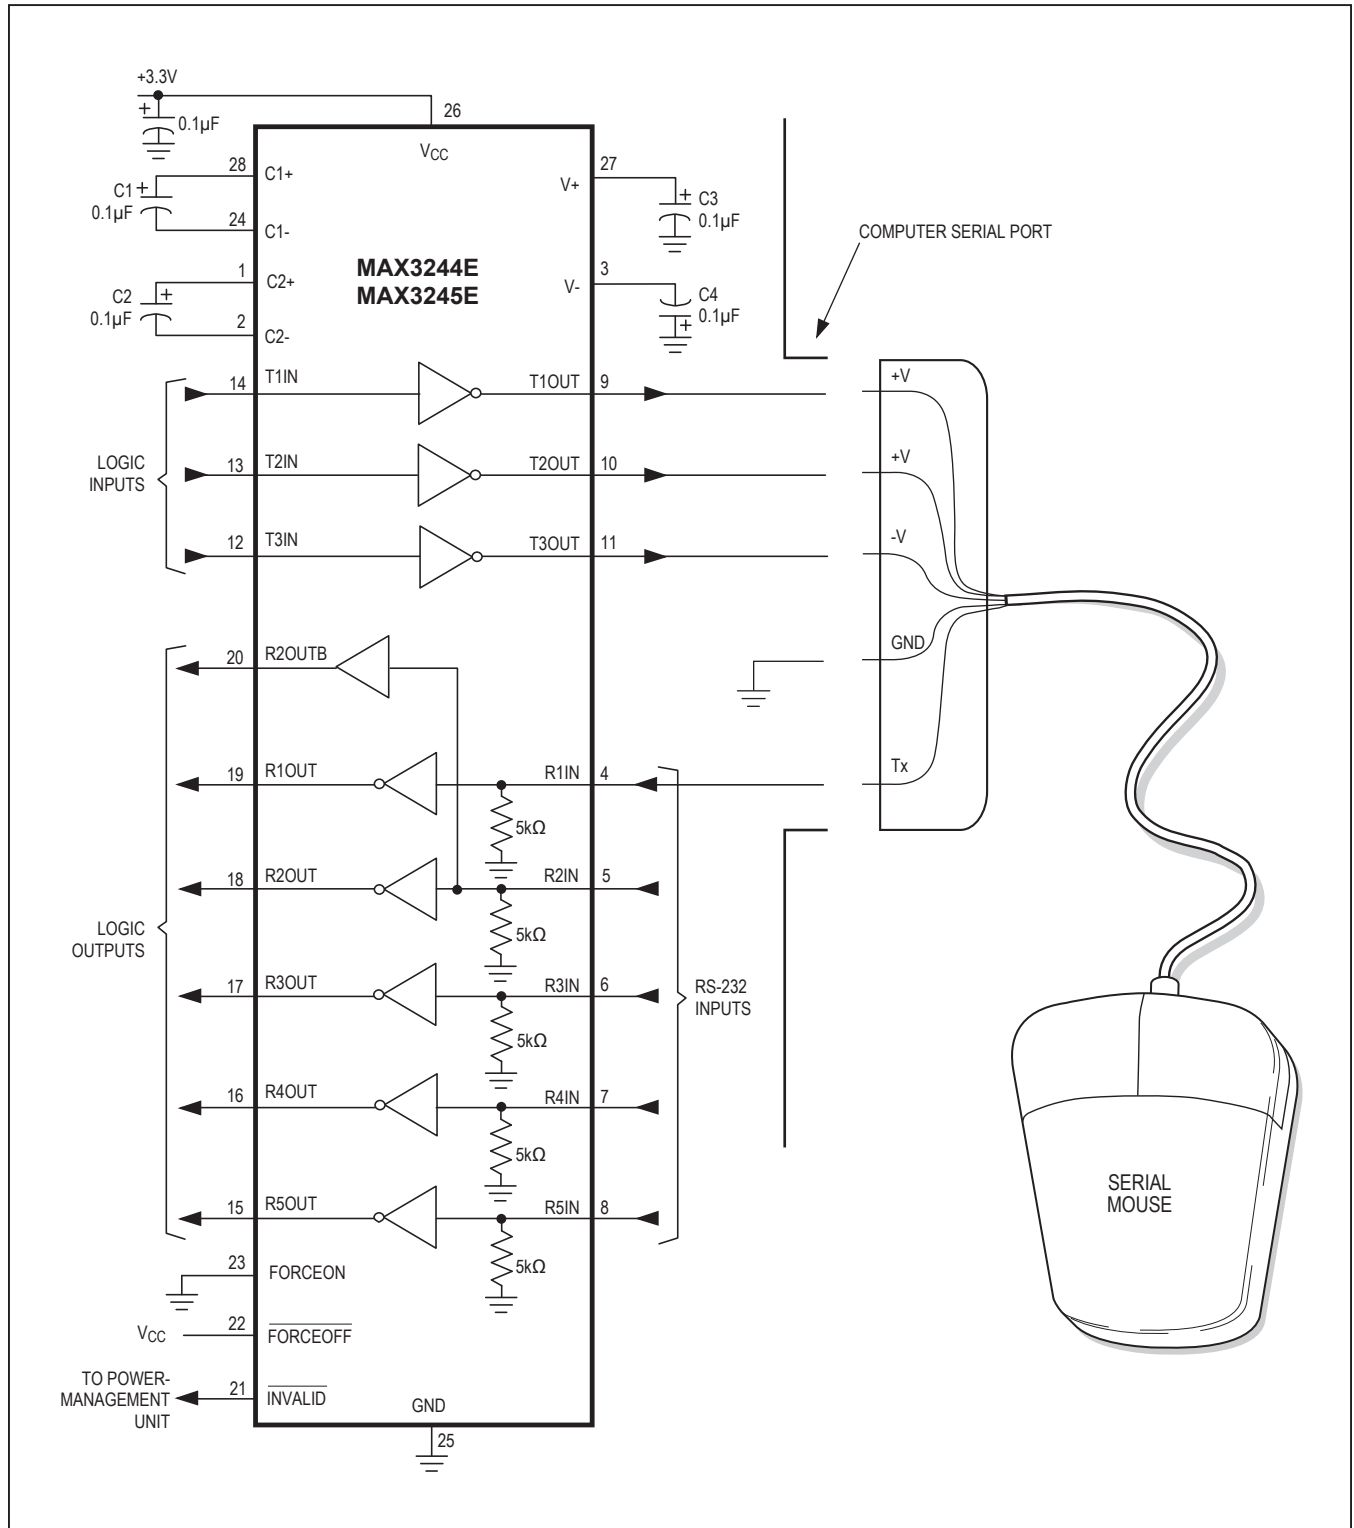 +3.3V
+
0.1µF
26
VCC
28
C1+
C1
+
0.1µF
24
C1-
27
V+
+
C3
0.1µF
MAX3244E
MAX3245E
1
C2+
C2
+
0.1µF
2
C2-
3
V-
C4
0.1µF
+
COMPUTER SERIAL PORT
LOGIC
INPUTS
14
T1IN
T1OUT
9
+V
13
T2IN
T2OUT
10
+V
12
T3IN
T3OUT
11
-V
20
R2OUTB
GND
LOGIC
OUTPUTS
19
R1OUT
R1IN
4
Tx
5kΩ
18
R2OUT
R2IN
5
5kΩ
17
R3OUT
R3IN
6
RS-232
INPUTS
5kΩ
16
R4OUT
R4IN
7
5kΩ
15
R5OUT
R5IN
8
5kΩ
SERIAL
MOUSE
23
FORCEON
VCC
22
FORCEOFF
TO POWER-
MANAGEMENT
UNIT
21
INVALID
GND
25